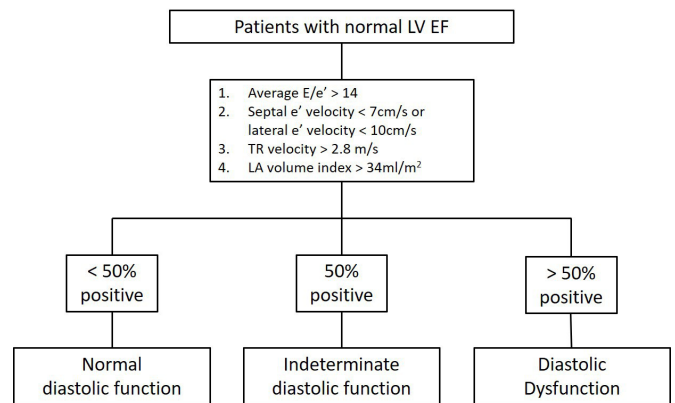 Patients with normal LV EF
1. Average E/e’ > 14
2. Septal e’ velocity < 7cm/s or
lateral e’ velocity < 10cm/s
3. TR velocity > 2.8 m/s
4. LA volume index > 34ml/m²
< 50%
positive
50%
positive
> 50%
positive
Normal
diastolic function
Indeterminate
diastolic function
Diastolic
Dysfunction